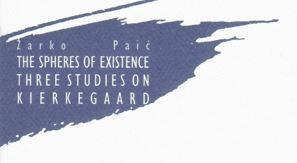 Žarko Paić
THE SPHERES OF EXISTENCE
THREE STUDIES ON
KIERKEGAARD